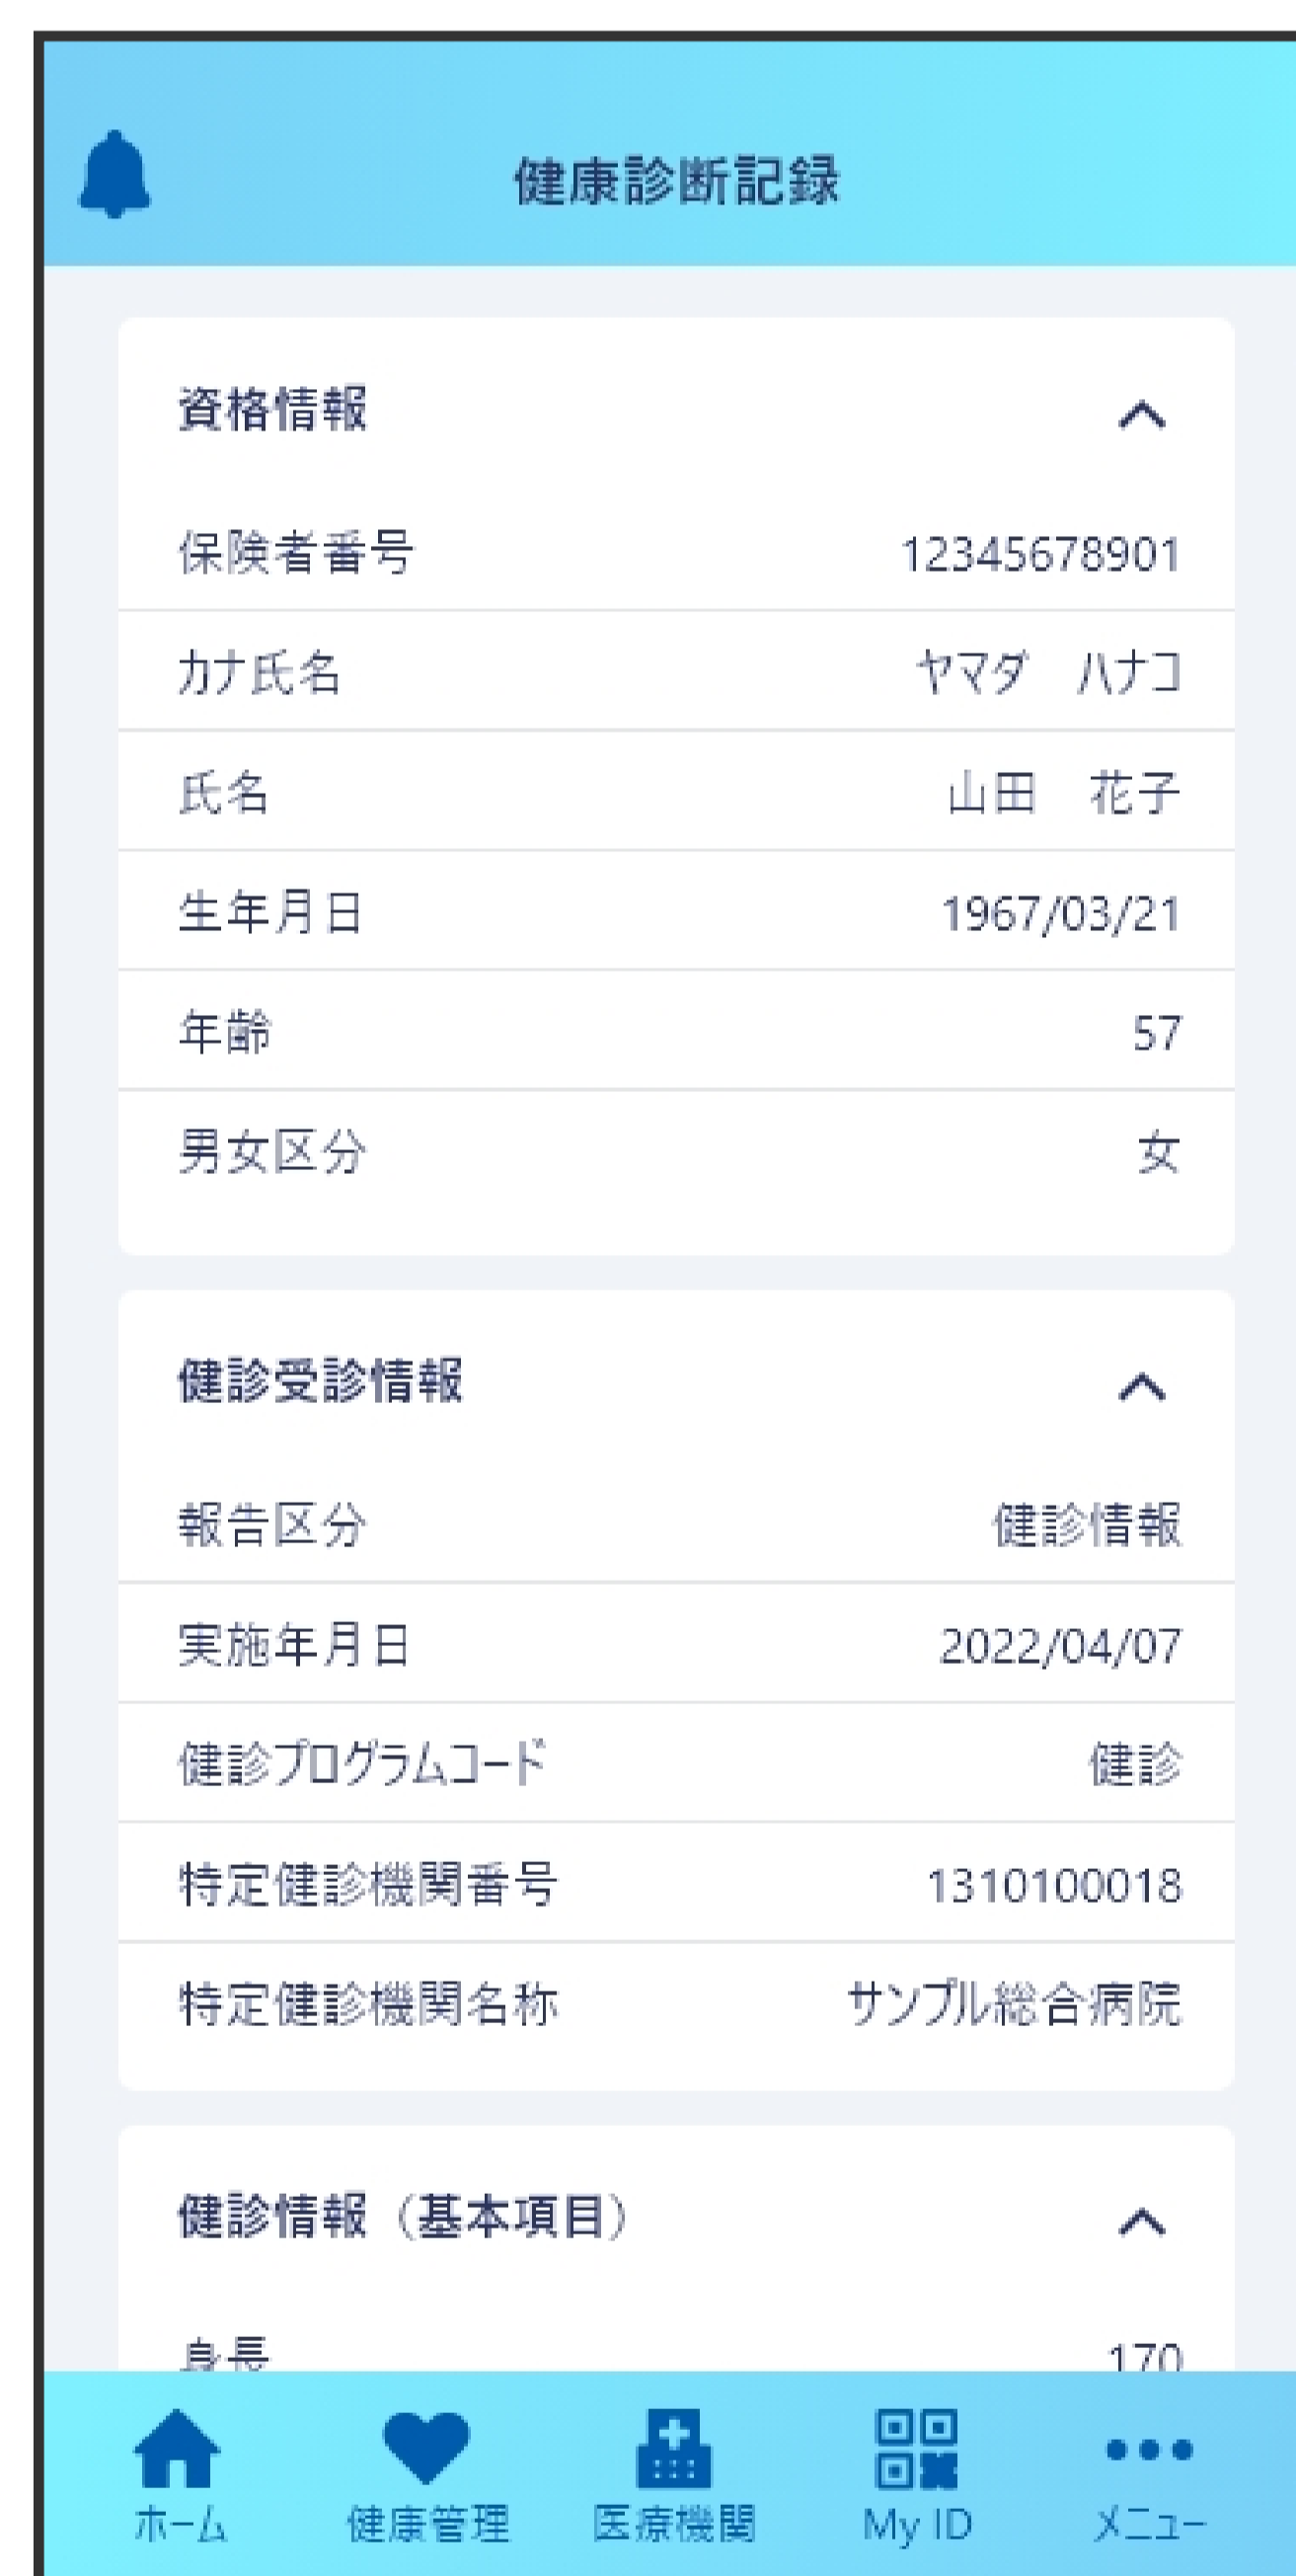 健康診断記録
資格情報
保険者番号 12345678901
カナ氏名 ヤマダ　ハナコ
氏名 山田　花子
生年月日 1967/03/21
年齢 57
男女区分 女
健診受診情報
報告区分 健診情報
実施年月日 2022/04/07
健診プログラムコード 健診
特定健診機関番号 1310100018
特定健診機関名称 サンプル総合病院
健診情報（基本項目）
身長 170
ホーム 健康管理 医療機関 My ID メニュー